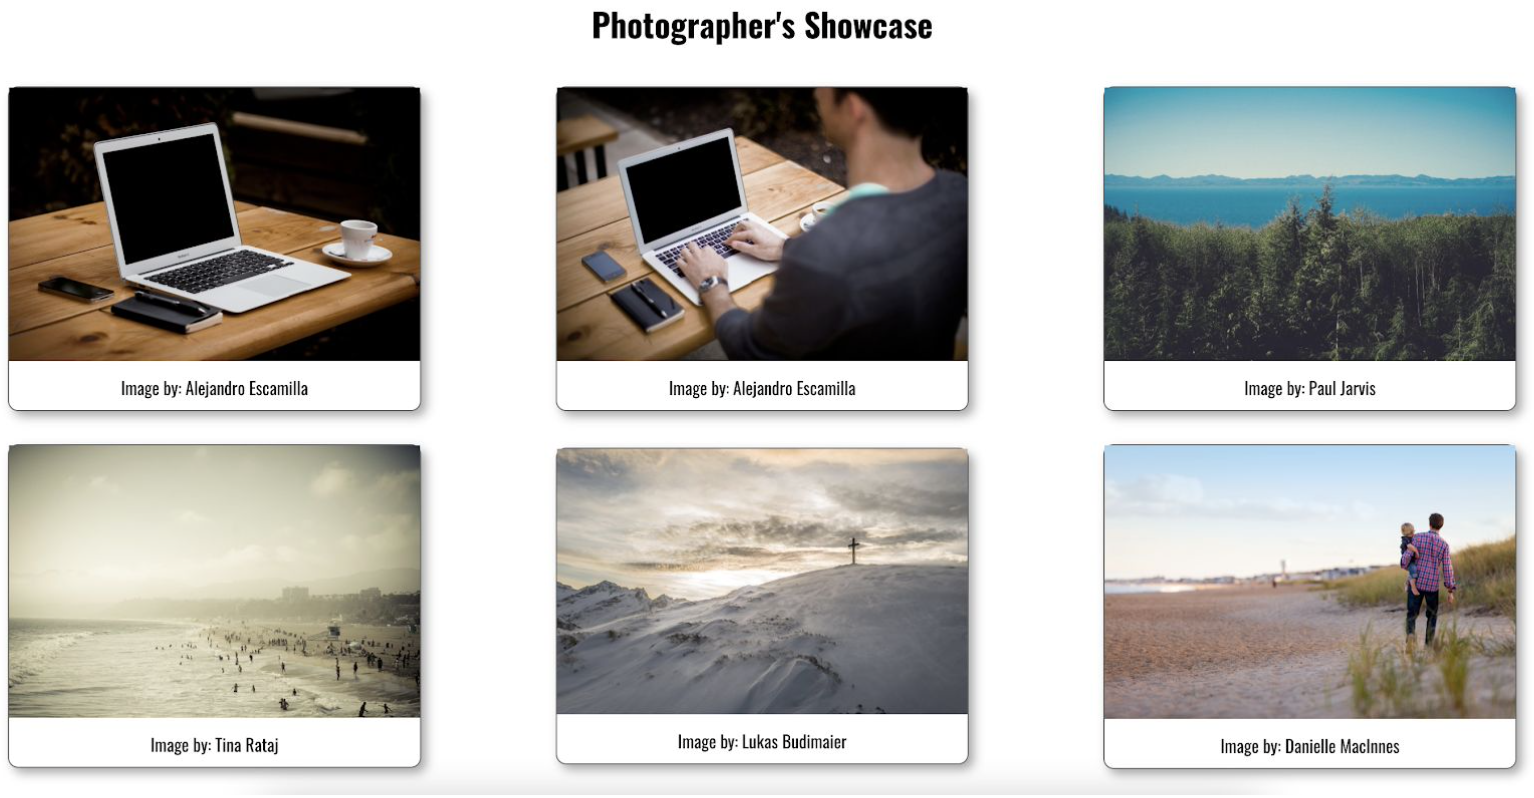 Photographer's Showcase
Image by: Alejandro Escamilla
Image by: Alejandro Escamilla
Image by: Paul Jarvis
Image by: Tina Rataj
Image by: Lukas Budimaier
Image by: Danielle MacInnes